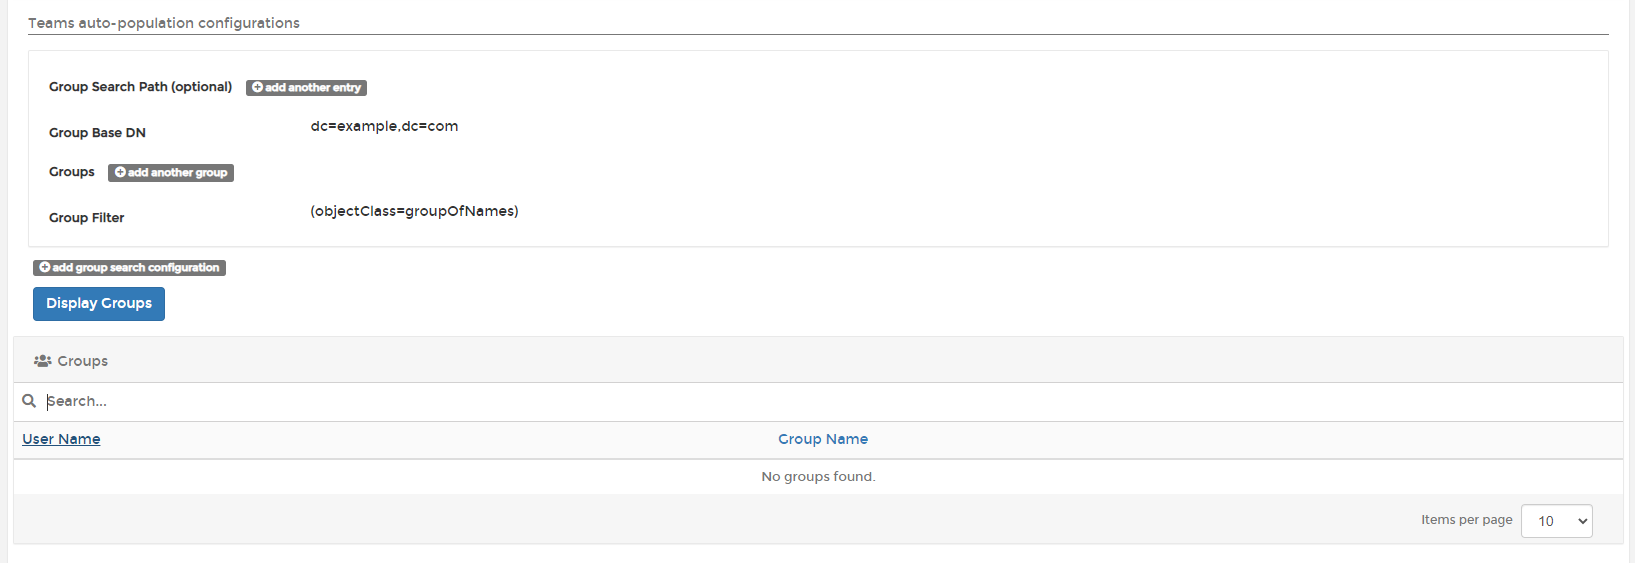 Teams auto-population configurations
Group Search Path (optional) add another entry
Group Base DN dc=example,dc=com
Groups add another group
Group Filter (objectClass=groupOfNames)
add group search configuration
Display Groups
Groups
Search...
User Name Group Name
No groups found.
Items per page 10